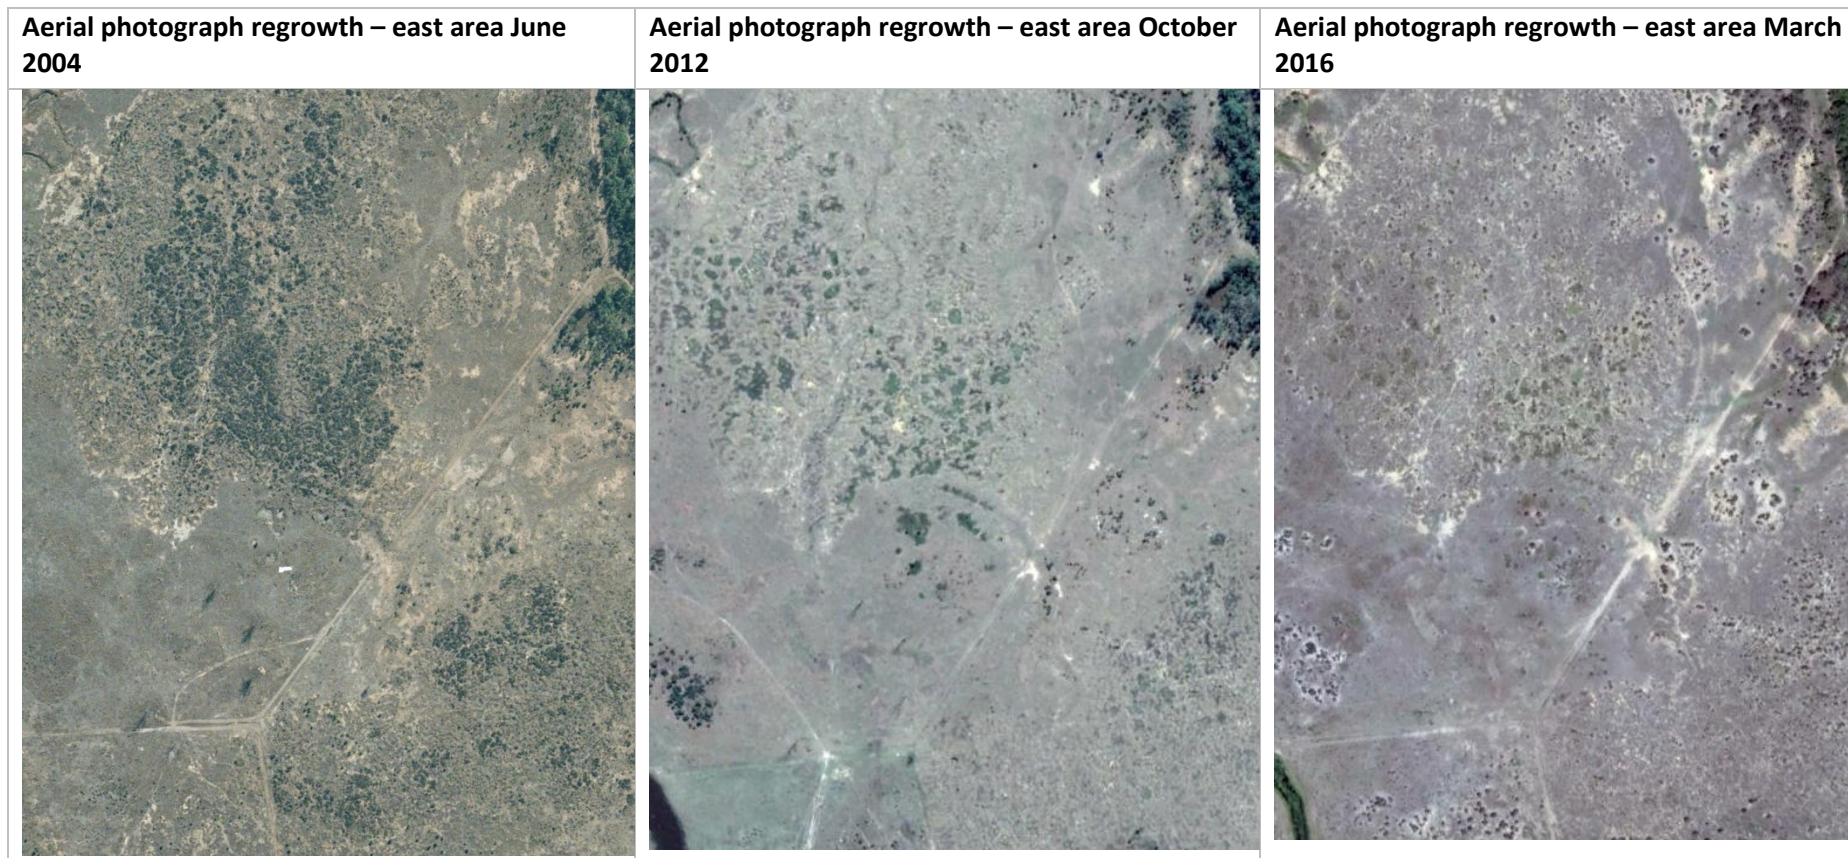 Aerial photograph regrowth – east area June
2004
Aerial photograph regrowth – east area October
2012
Aerial photograph regrowth – east area March
2016